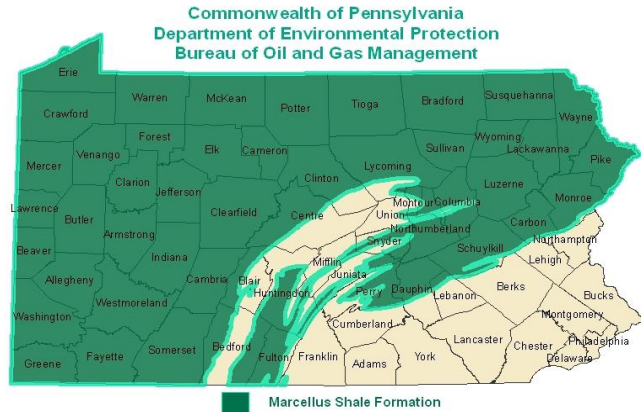 Commonwealth of Pennsylvania
Department of Environmental Protection
Bureau of Oil and Gas Management
Erie
Crawford
Warren
McKean
Potter
Tioga
Bradford
Susquehanna
Wayne
Forest
Venango
Mercer
Elk
Cameron
Clinton
Lycoming
Sullivan
Wyoming
Lackawanna
Pike
Clarion
Jefferson
Clearfield
Centre
Union
Montour
Columbia
Luzerne
Monroe
Lawrence
Butler
Armstrong
Indiana
Northumberland
Snyder
Carbon
Schuylkill
Northampton
Lehigh
Beaver
Allegheny
Westmoreland
Cambria
Blair
Huntingdon
Mifflin
Juniata
Perry
Dauphin
Lebanon
Berks
Bucks
Montgomery
Philadelphia
Washington
Greene
Fayette
Somerset
Bedford
Fulton
Franklin
Cumberland
Adams
York
Lancaster
Chester
Delaware
Marcellus Shale Formation